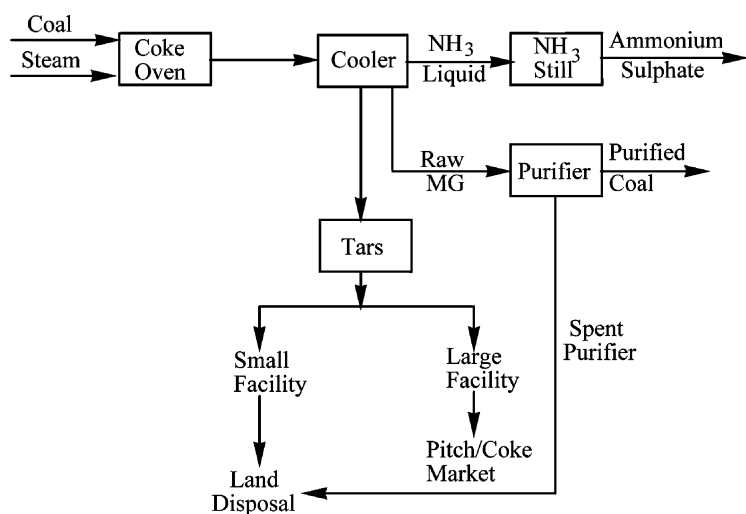 Coal
Steam
Coke
Oven
Cooler
NH3
Liquid
NH3
Still
Ammonium
Sulphate
Raw
MG
Purifier
Purified
Coal
Tars
Spent
Purifier
Small
Facility
Large
Facility
Pitch/Coke
Market
Land
Disposal